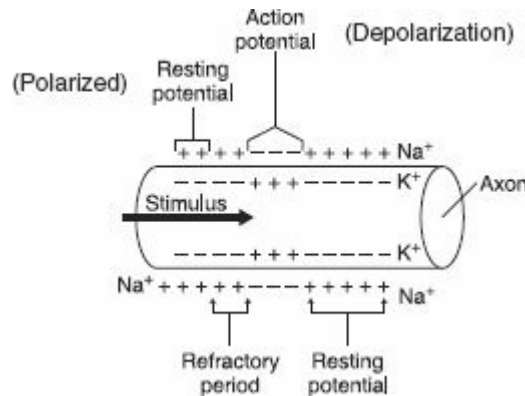 Action
potential
(Depolarization)
(Polarized)
Resting
potential
+ + + + – – – + + + + + Na⁺
– – – – + + + – – – – – K⁺
Axon
Stimulus
– – – – + + + – – – – – K⁺
Na⁺ + + + + + – – – + + + + + Na⁺
Refractory
period
Resting
potential